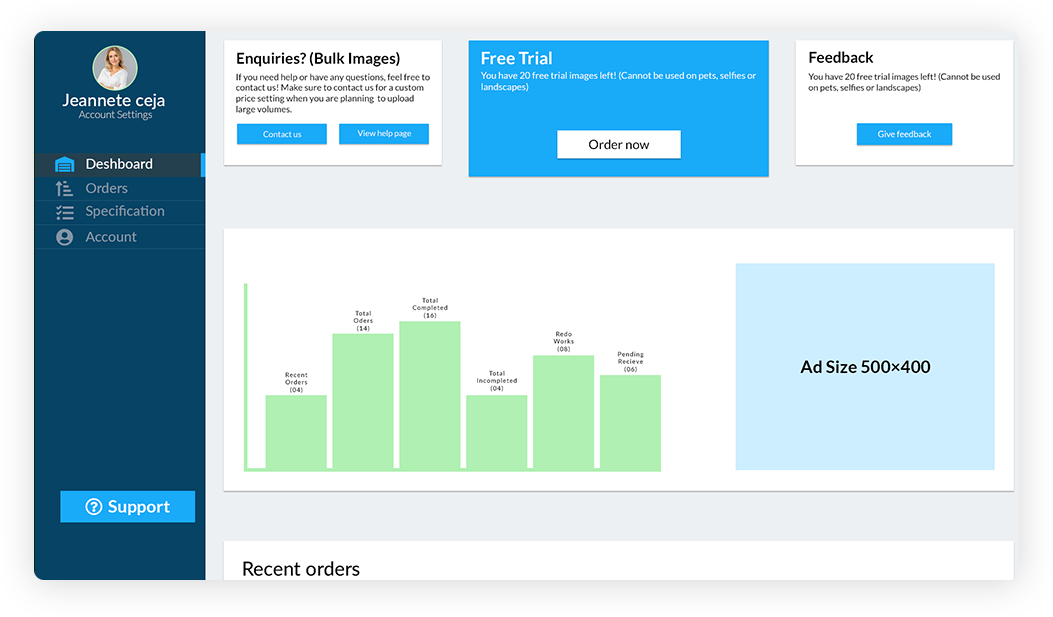 Jeannete ceja
Account Settings
Deshboard
Orders
Specification
Account
Support
Enquiries? (Bulk Images)
If you need help or have any questions, feel free to
contact us! Make sure to contact us for a custom
price setting when you are planning to upload
large volumes.
Contact us
View help page
Free Trial
You have 20 free trial images left! (Cannot be used on pets, selfies or
landscapes)
Order now
Feedback
You have 20 free trial images left! (Cannot be used
on pets, selfies or landscapes)
Give feedback
Recent
Orders
(04)
Total
Oders
(14)
Total
Completed
(16)
Total
Incompleted
(04)
Redo
Works
(08)
Pending
Recieve
(06)
Ad Size 500×400
Recent orders